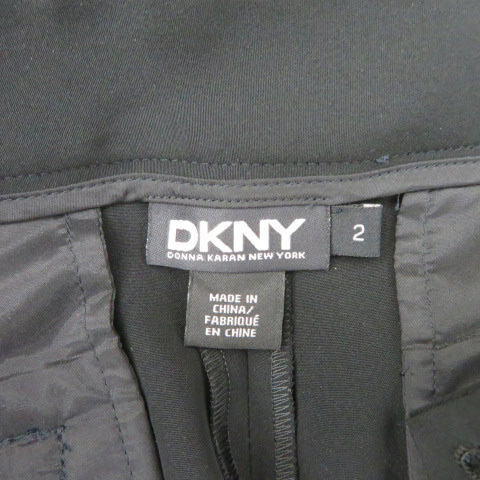 DKNY
DONNA KARAN NEW YORK
2
MADE IN
CHINA/
FABRIQUÉ
EN CHINE